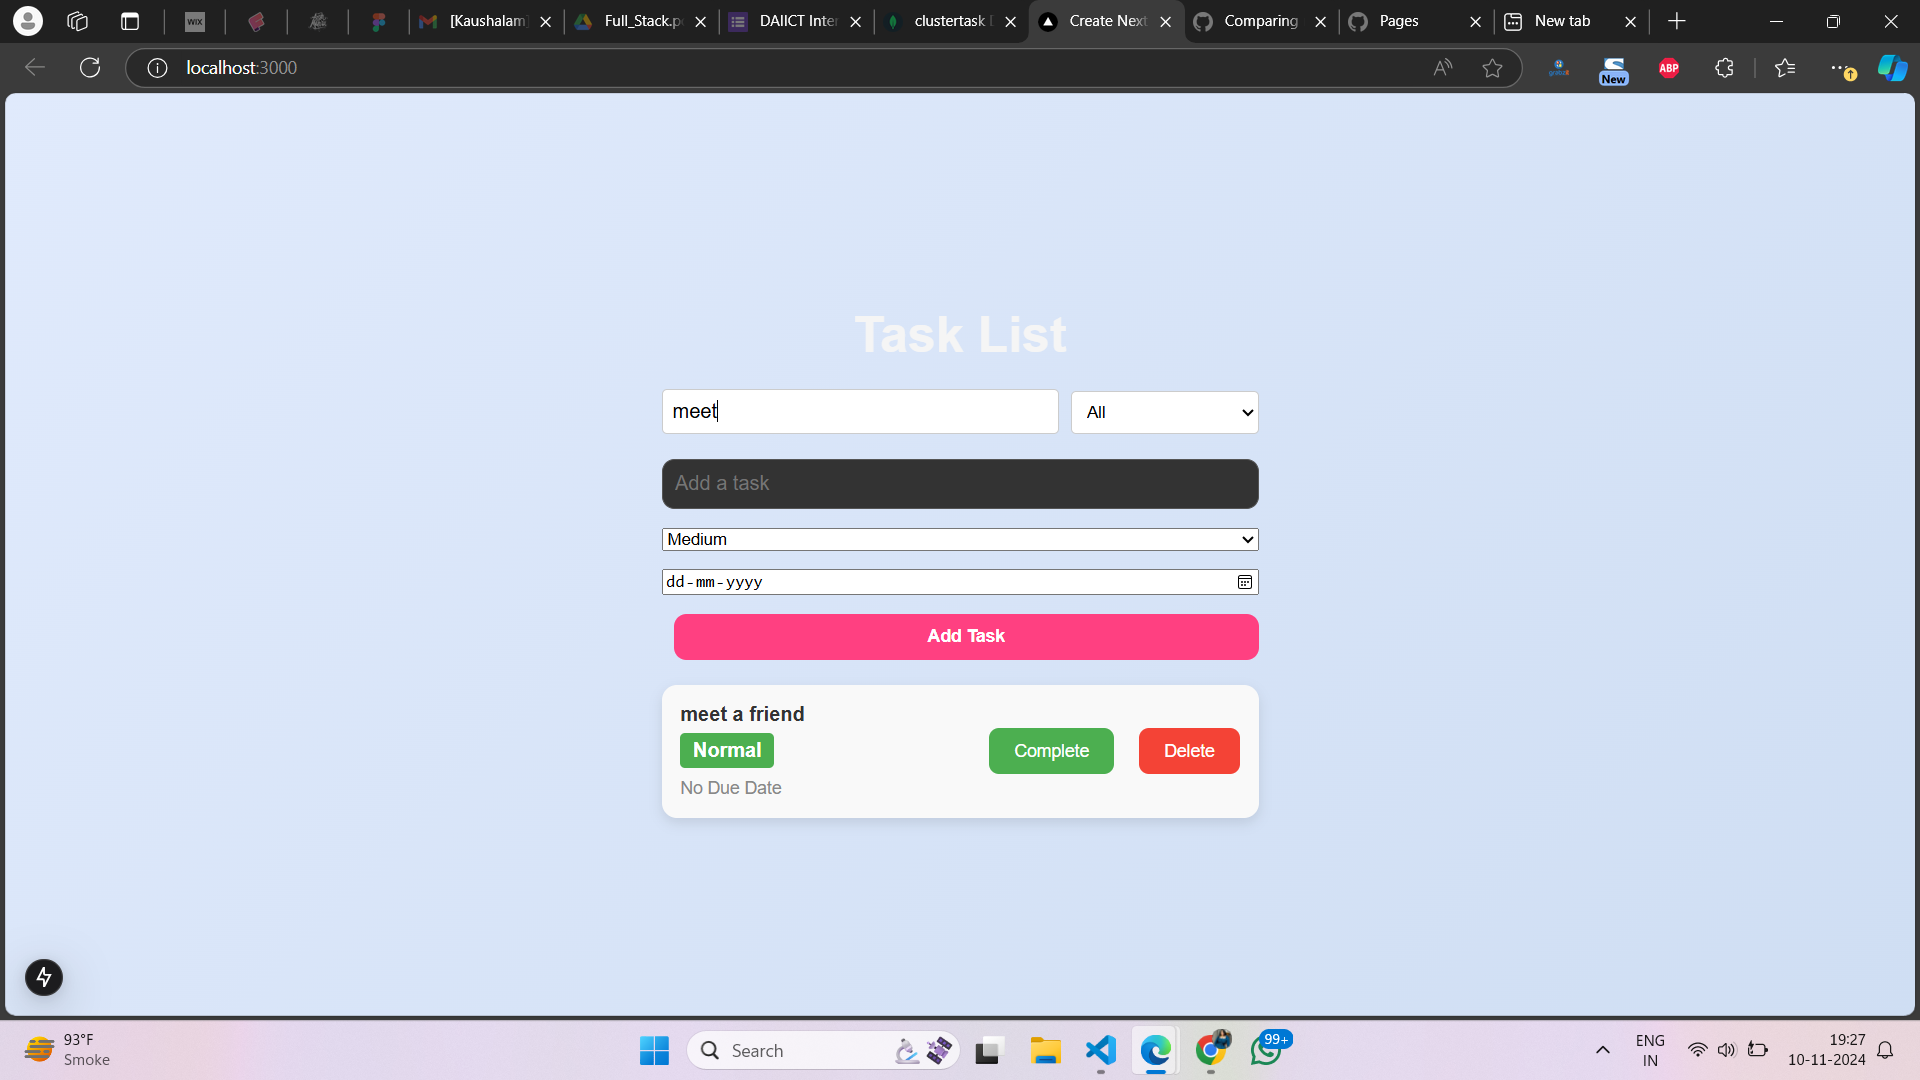 WIX
[Kaushalam]
Full_Stack.p
DAIICT Inter
clustertask
Create Next
Comparing
Pages
New tab
localhost:3000
New
ABP
Task List
meet
All
Add a task
Medium
dd-mm-yyyy
Add Task
meet a friend
Normal
Complete
Delete
No Due Date
93°F
Smoke
Search
99+
ENG
IN
19:27
10-11-2024